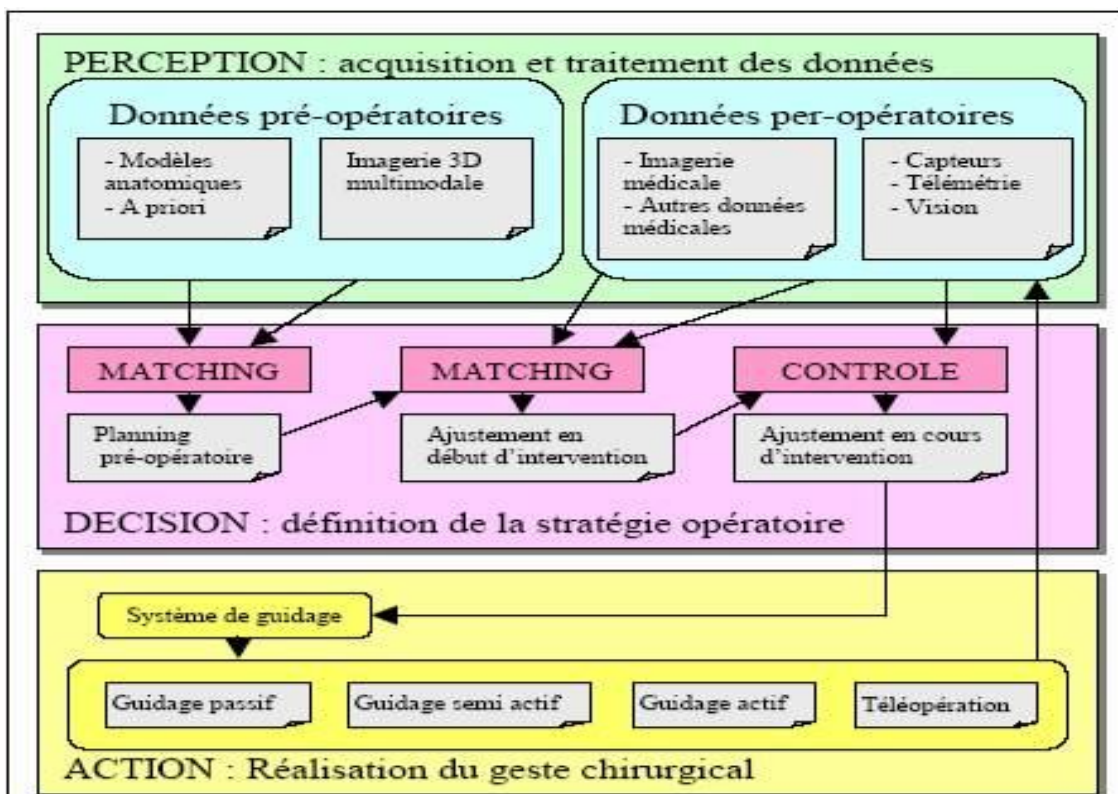 PERCEPTION : acquisition et traitement des données
Données pré-opératoires
- Modèles
anatomiques
- A priori
Imagerie 3D
multimodale
Données per-opératoires
- Imagerie
médicale
- Autres données
médicales
- Capteurs
- Télémétrie
- Vision
MATCHING
MATCHING
CONTROLE
Planning
pré-opératoire
Ajustement en
début d'intervention
Ajustement en cours
d'intervention
DECISION : définition de la stratégie opératoire
Système de guidage
Guidage passif
Guidage semi actif
Guidage actif
Téléopération
ACTION : Réalisation du geste chirurgical